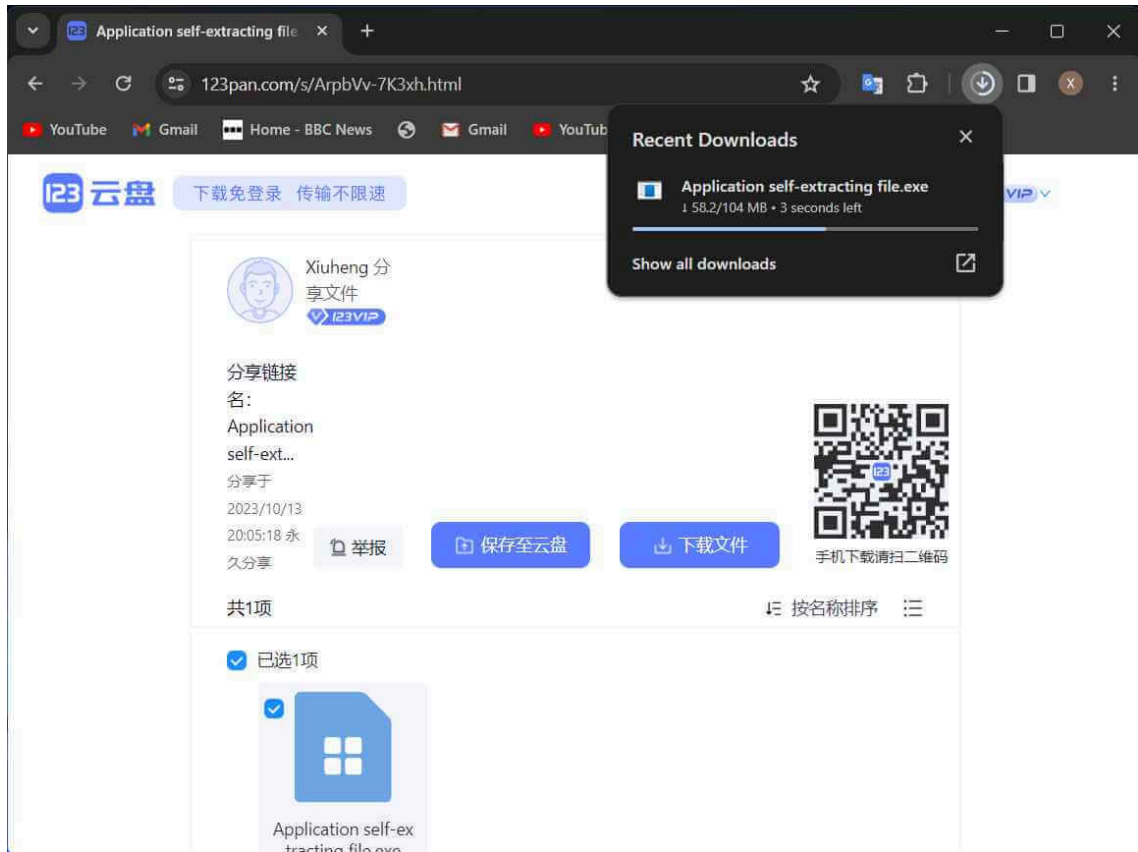 123 Application self-extracting file
123pan.com/s/ArpbVv-7K3xh.html
X
YouTube Gmail Home - BBC News Gmail YouTub
Recent Downloads
Application self-extracting file.exe
↓ 58.2/104 MB • 3 seconds left
Show all downloads
123云盘 下载免登录 传输不限速
VIP
Xiuheng 分
享文件
123VIP
分享链接
名:
Application
self-ext...
分享于
2023/10/13
20:05:18 永
久分享
举报 保存至云盘 下载文件
123
手机下载请扫二维码
共1项 按名称排序
已选1项
Application self-ex
tracting file.exe